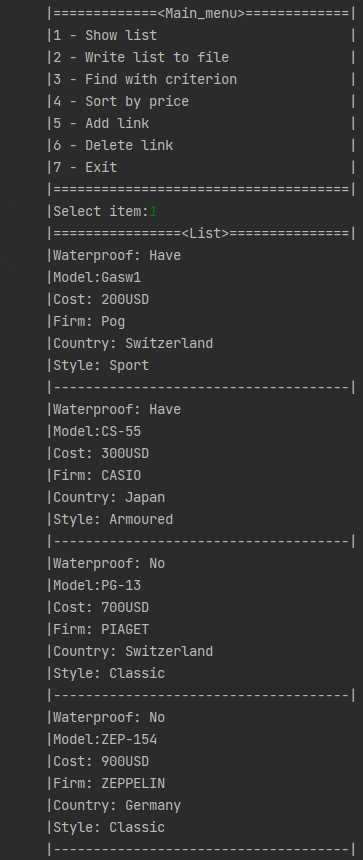 |=============<Main_menu>=============|
|1 - Show list                        |
|2 - Write list to file               |
|3 - Find with criterion              |
|4 - Sort by price                    |
|5 - Add link                         |
|6 - Delete link                      |
|7 - Exit                             |
|=====================================|
|Select item:1
|================<List>===============|
|Waterproof: Have
|Model:Gasw1
|Cost: 200USD
|Firm: Pog
|Country: Switzerland
|Style: Sport
|-------------------------------------|
|Waterproof: Have
|Model:CS-55
|Cost: 300USD
|Firm: CASIO
|Country: Japan
|Style: Armoured
|-------------------------------------|
|Waterproof: No
|Model:PG-13
|Cost: 700USD
|Firm: PIAGET
|Country: Switzerland
|Style: Classic
|-------------------------------------|
|Waterproof: No
|Model:ZEP-154
|Cost: 900USD
|Firm: ZEPPELIN
|Country: Germany
|Style: Classic
|-------------------------------------|